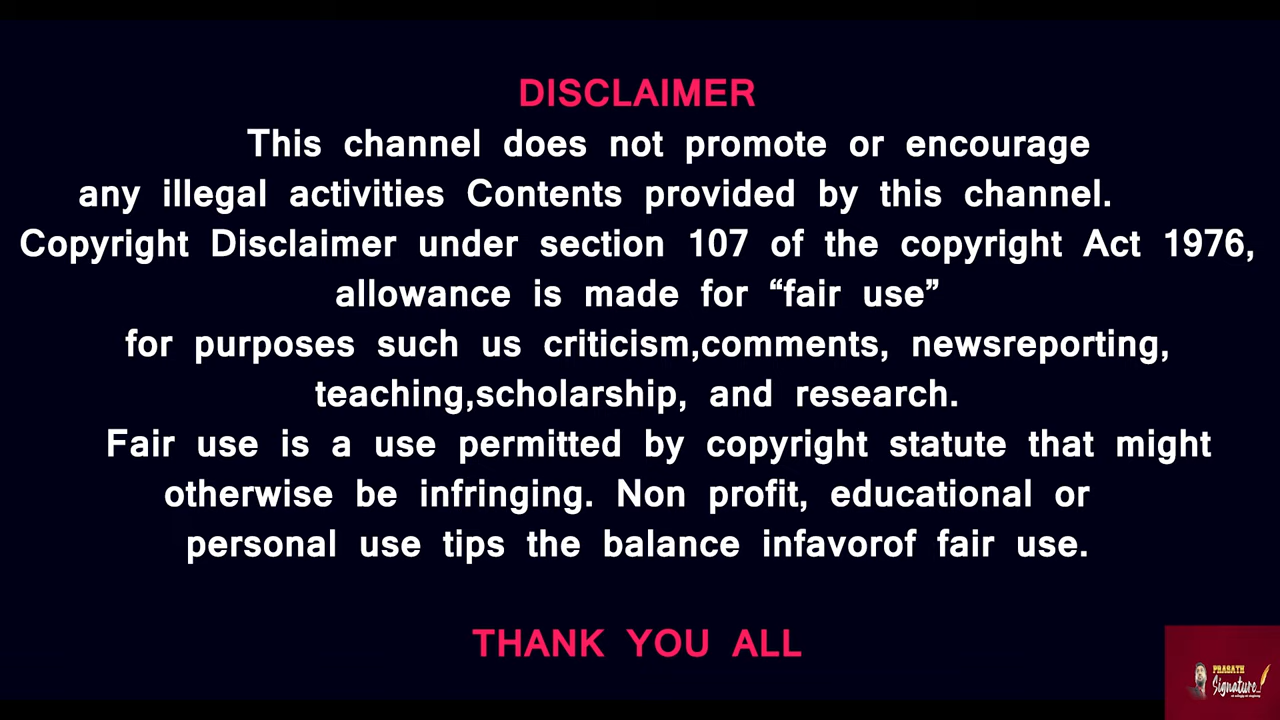 DISCLAIMER
This channel does not promote or encourage
any illegal activities Contents provided by this channel.
Copyright Disclaimer under section 107 of the copyright Act 1976,
allowance is made for “fair use”
for purposes such us criticism,comments, newsreporting,
teaching,scholarship, and research.
Fair use is a use permitted by copyright statute that might
otherwise be infringing. Non profit, educational or
personal use tips the balance infavorof fair use.
THANK YOU ALL
PRASATH
Signature